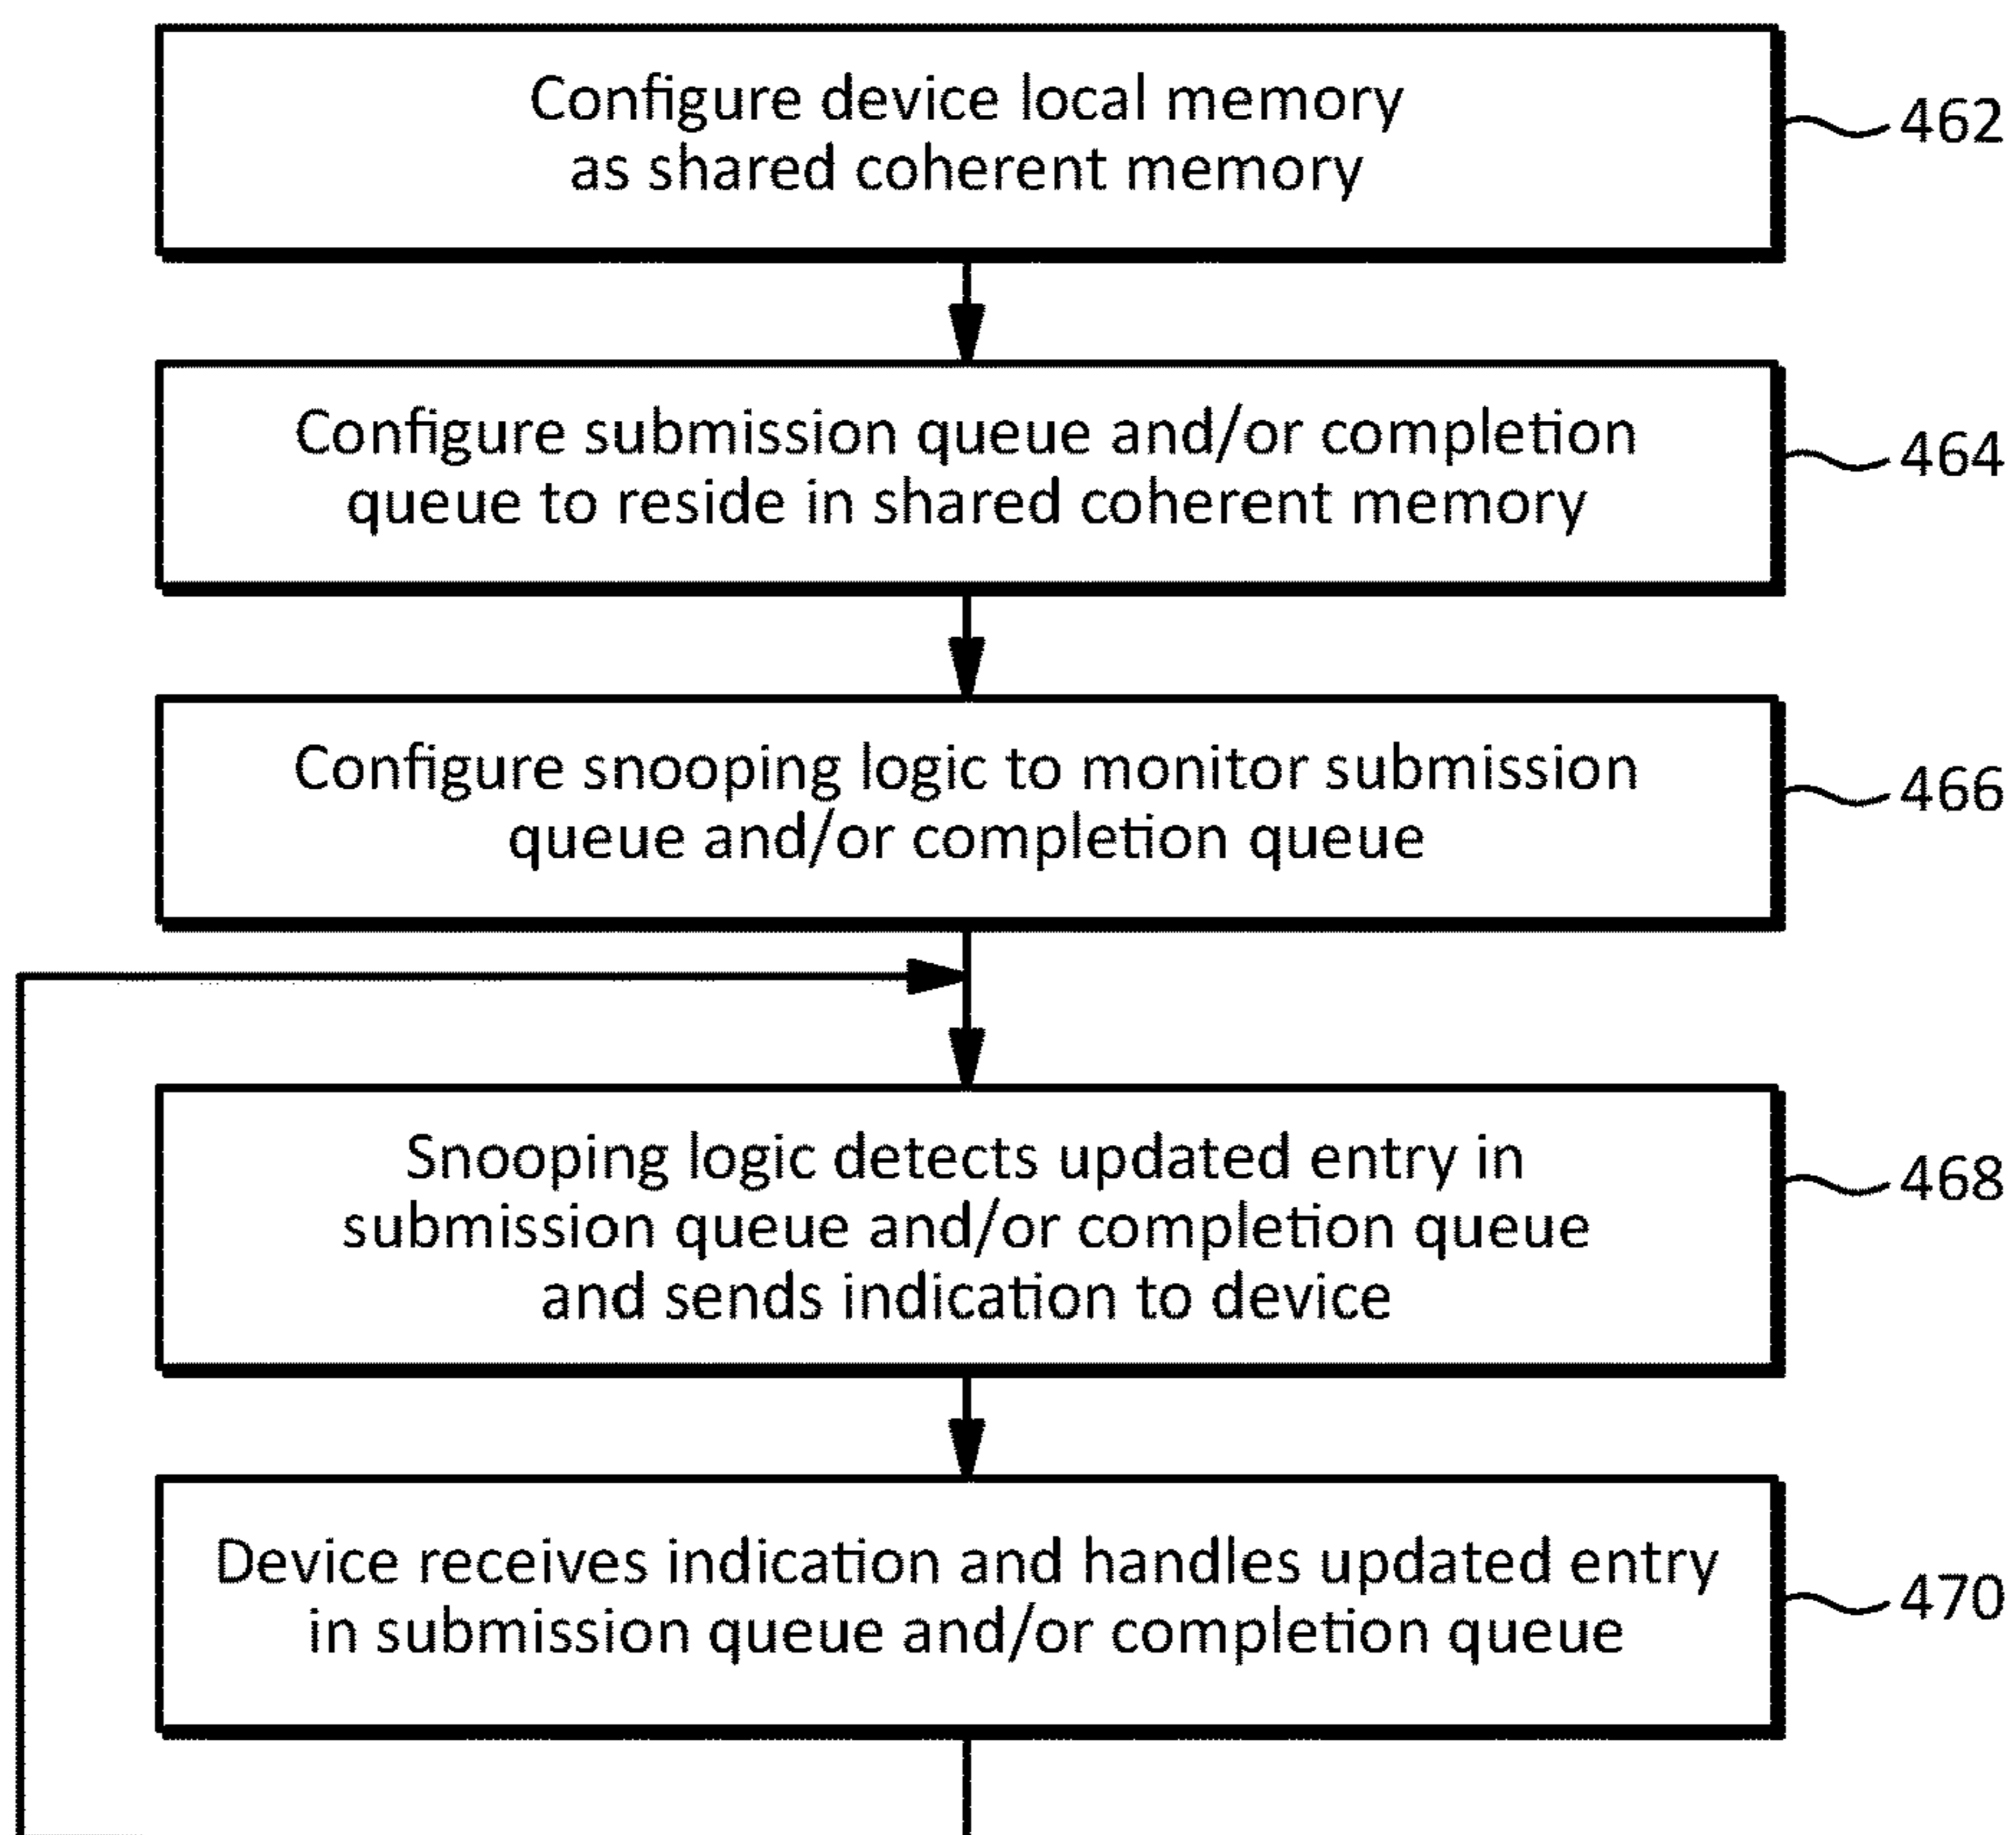 Configure device local memory
as shared coherent memory
462
Configure submission queue and/or completion
queue to reside in shared coherent memory
464
Configure snooping logic to monitor submission
queue and/or completion queue
466
Snooping logic detects updated entry in
submission queue and/or completion queue
and sends indication to device
468
Device receives indication and handles updated entry
in submission queue and/or completion queue
470